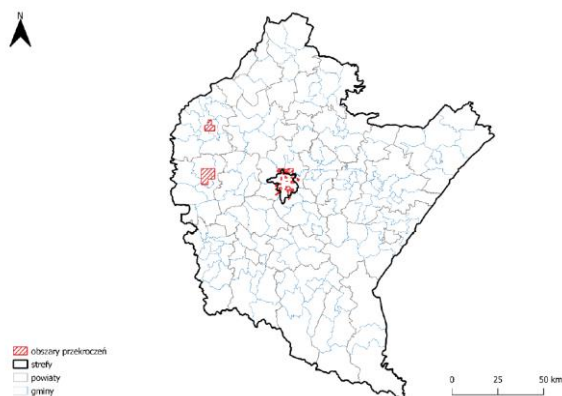 N
obszary przekroczeń
strefy
powiaty
gminy
0 25 50 km